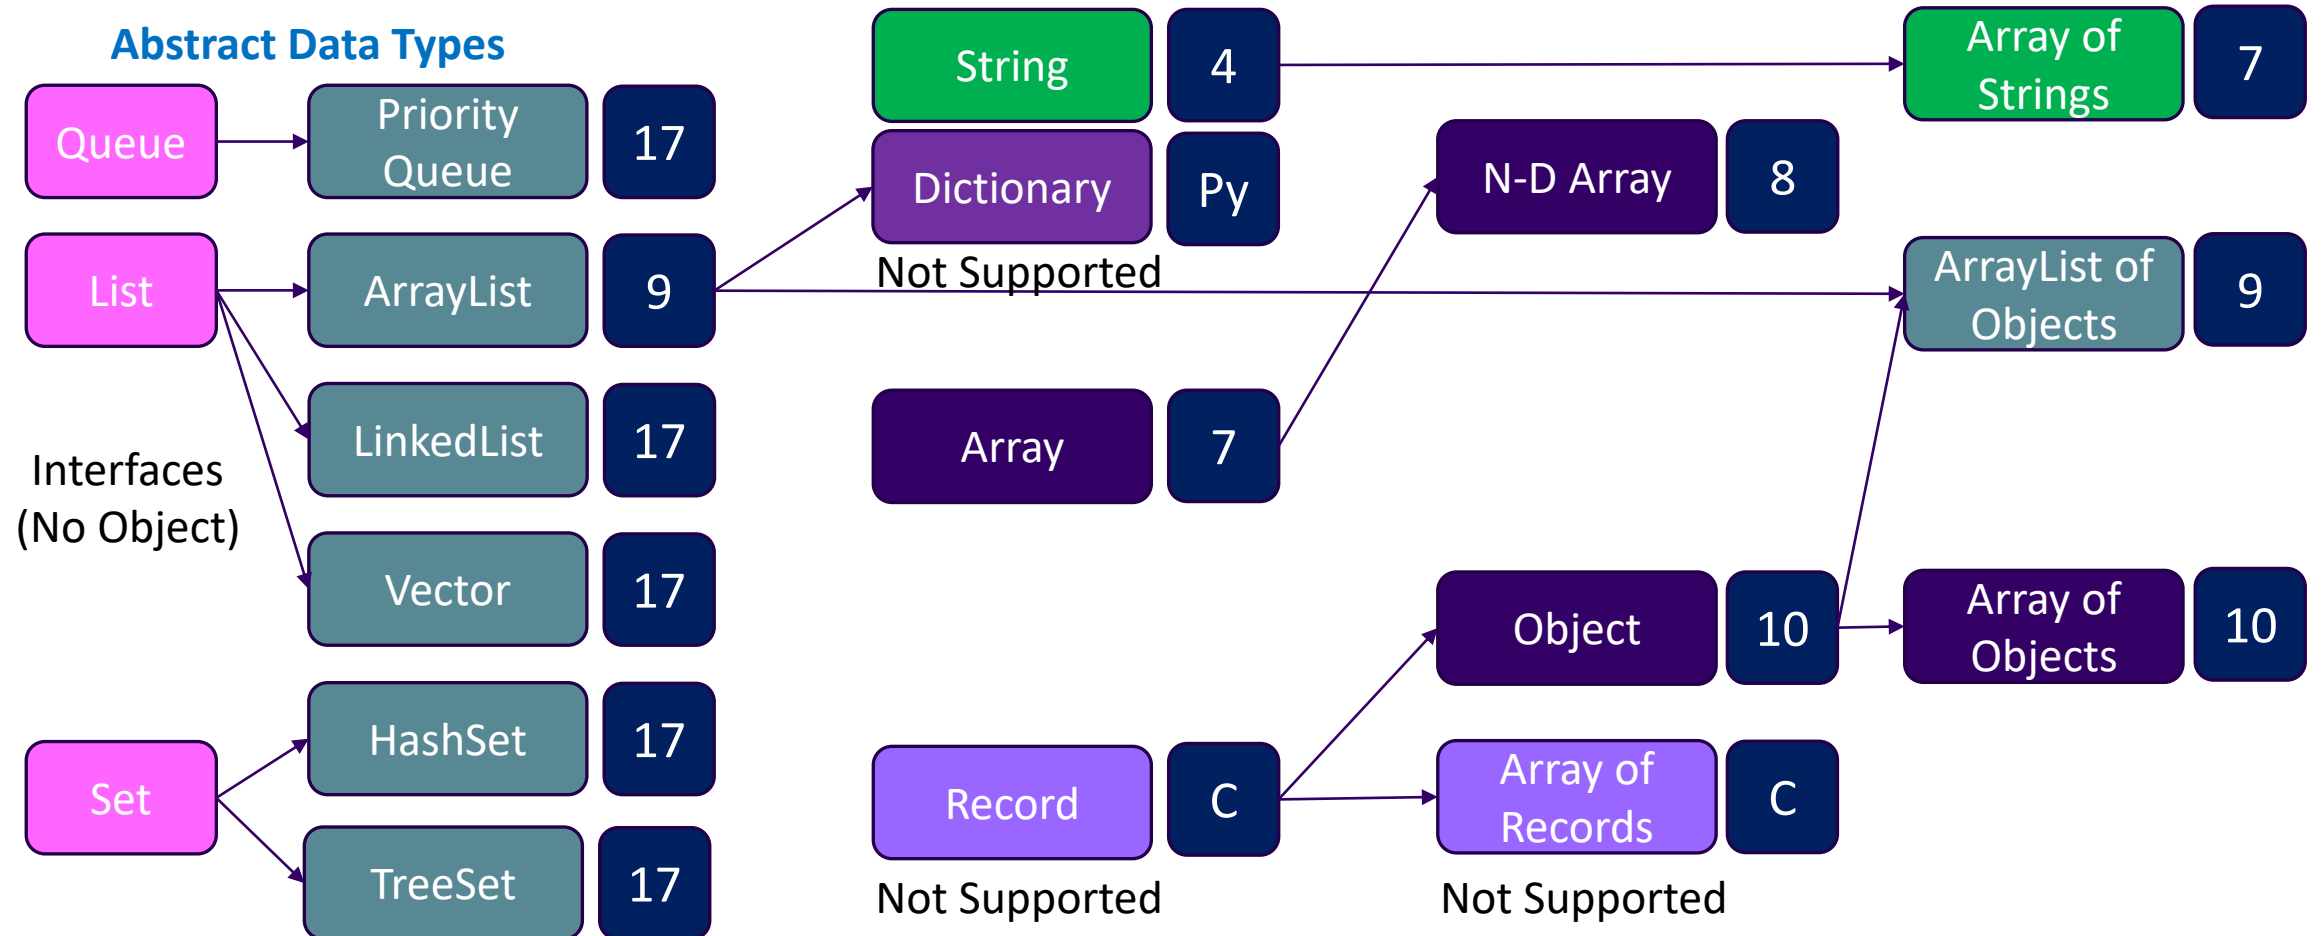 Abstract Data Types
Queue
Priority
Queue
17
List
ArrayList
9
LinkedList
17
Interfaces
(No Object)
Vector
17
Set
HashSet
17
TreeSet
17
String
4
Dictionary
Py
Not Supported
Array
7
Record
C
Not Supported
N-D Array
8
Object
10
Array of
Records
C
Not Supported
Array of
Strings
7
ArrayList of
Objects
9
Array of
Objects
10